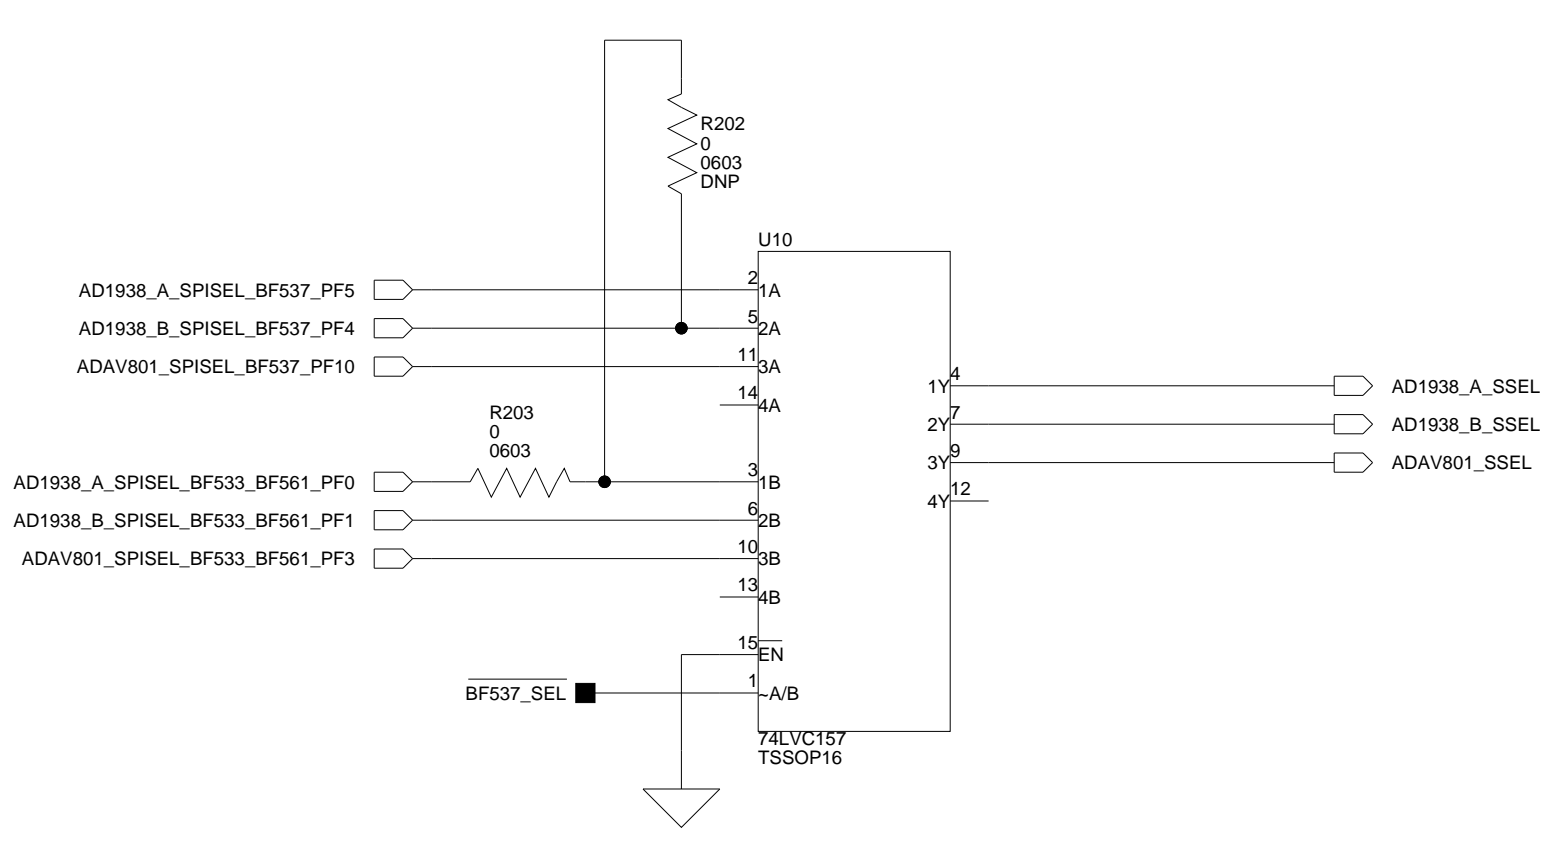 R202
0
0603
DNP
U10
AD1938_A_SPISEL_BF537_PF5
2
1A
AD1938_B_SPISEL_BF537_PF4
5
2A
ADAV801_SPISEL_BF537_PF10
11
3A
14
4A
1Y
4
AD1938_A_SSEL
2Y
7
AD1938_B_SSEL
3Y
9
ADAV801_SSEL
4Y
12
R203
0
0603
AD1938_A_SPISEL_BF533_BF561_PF0
3
1B
AD1938_B_SPISEL_BF533_BF561_PF1
6
2B
ADAV801_SPISEL_BF533_BF561_PF3
10
3B
13
4B
15
EN
BF537_SEL
1
~A/B
74LVC157
TSSOP16